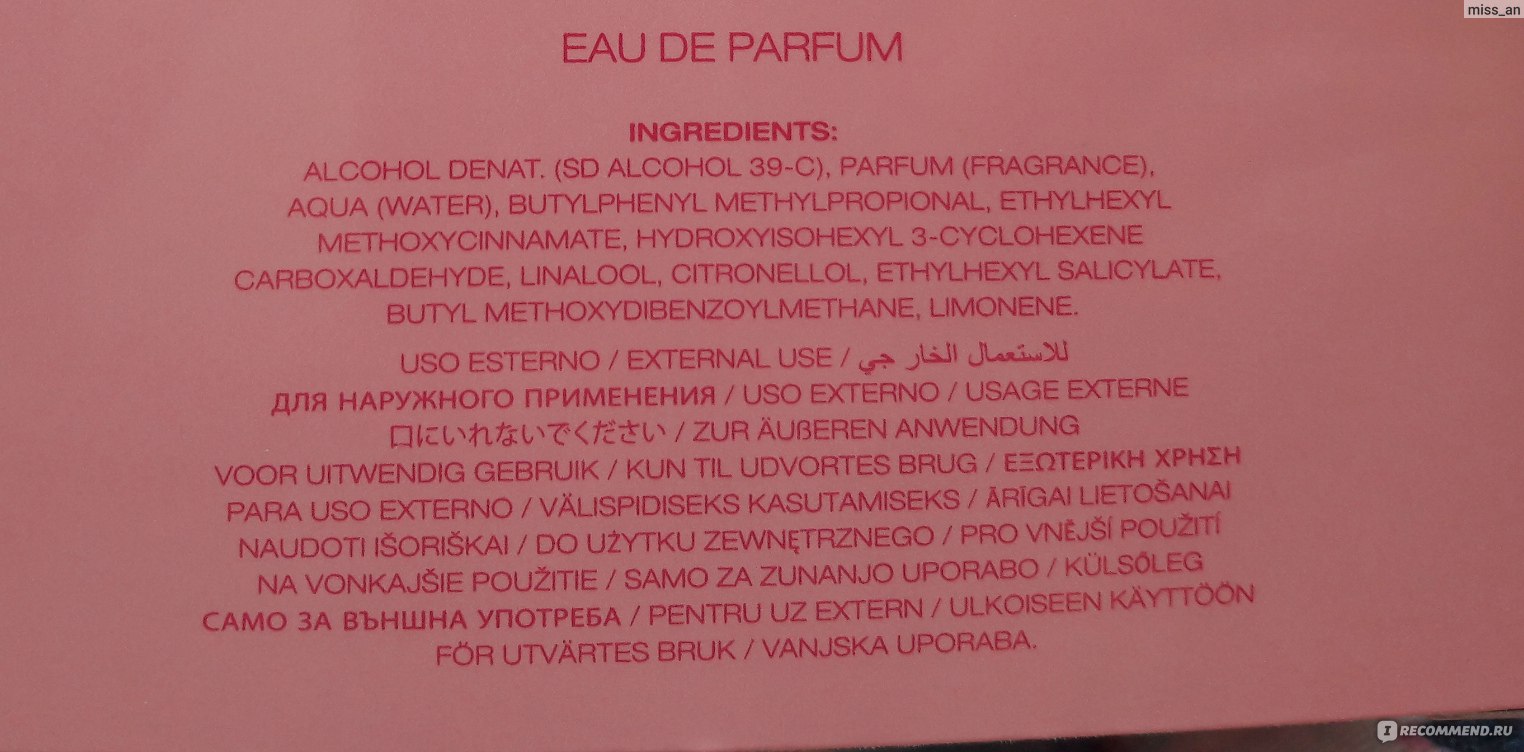 miss_an
EAU DE PARFUM
INGREDIENTS:
ALCOHOL DENAT. (SD ALCOHOL 39-C), PARFUM (FRAGRANCE),
AQUA (WATER), BUTYLPHENYL METHYLPROPIONAL, ETHYLHEXYL
METHOXYCINNAMATE, HYDROXYISOHEXYL 3-CYCLOHEXENE
CARBOXALDEHYDE, LINALOOL, CITRONELLOL, ETHYLHEXYL SALICYLATE,
BUTYL METHOXYDIBENZOYLMETHANE, LIMONENE.
USO ESTERNO / EXTERNAL USE / للاستعمال الخار جي
ДЛЯ НАРУЖНОГО ПРИМЕНЕНИЯ / USO EXTERNO / USAGE EXTERNE
口にいれないでください / ZUR ÄUßEREN ANWENDUNG
VOOR UITWENDIG GEBRUIK / KUN TIL UDVORTES BRUG / ΕΞΩΤΕΡΙΚΗ ΧΡΗΣΗ
PARA USO EXTERNO / VÄLISPIDISEKS KASUTAMISEKS / ĀRĪGAI LIETOŠANAI
NAUDOTI IŠORIŠKAI / DO UŻYTKU ZEWNĘTRZNEGO / PRO VNĚJŠÍ POUŽITÍ
NA VONKAJŠIE POUŽITIE / SAMO ZA ZUNANJO UPORABO / KÜLSŐLEG
САМО ЗА ВЪНШНА УПОТРЕБА / PENTRU UZ EXTERN / ULKOISEEN KÄYTTÖÖN
FÖR UTVÄRTES BRUK / VANJSKA UPORABA.
I RECOMMEND.RU